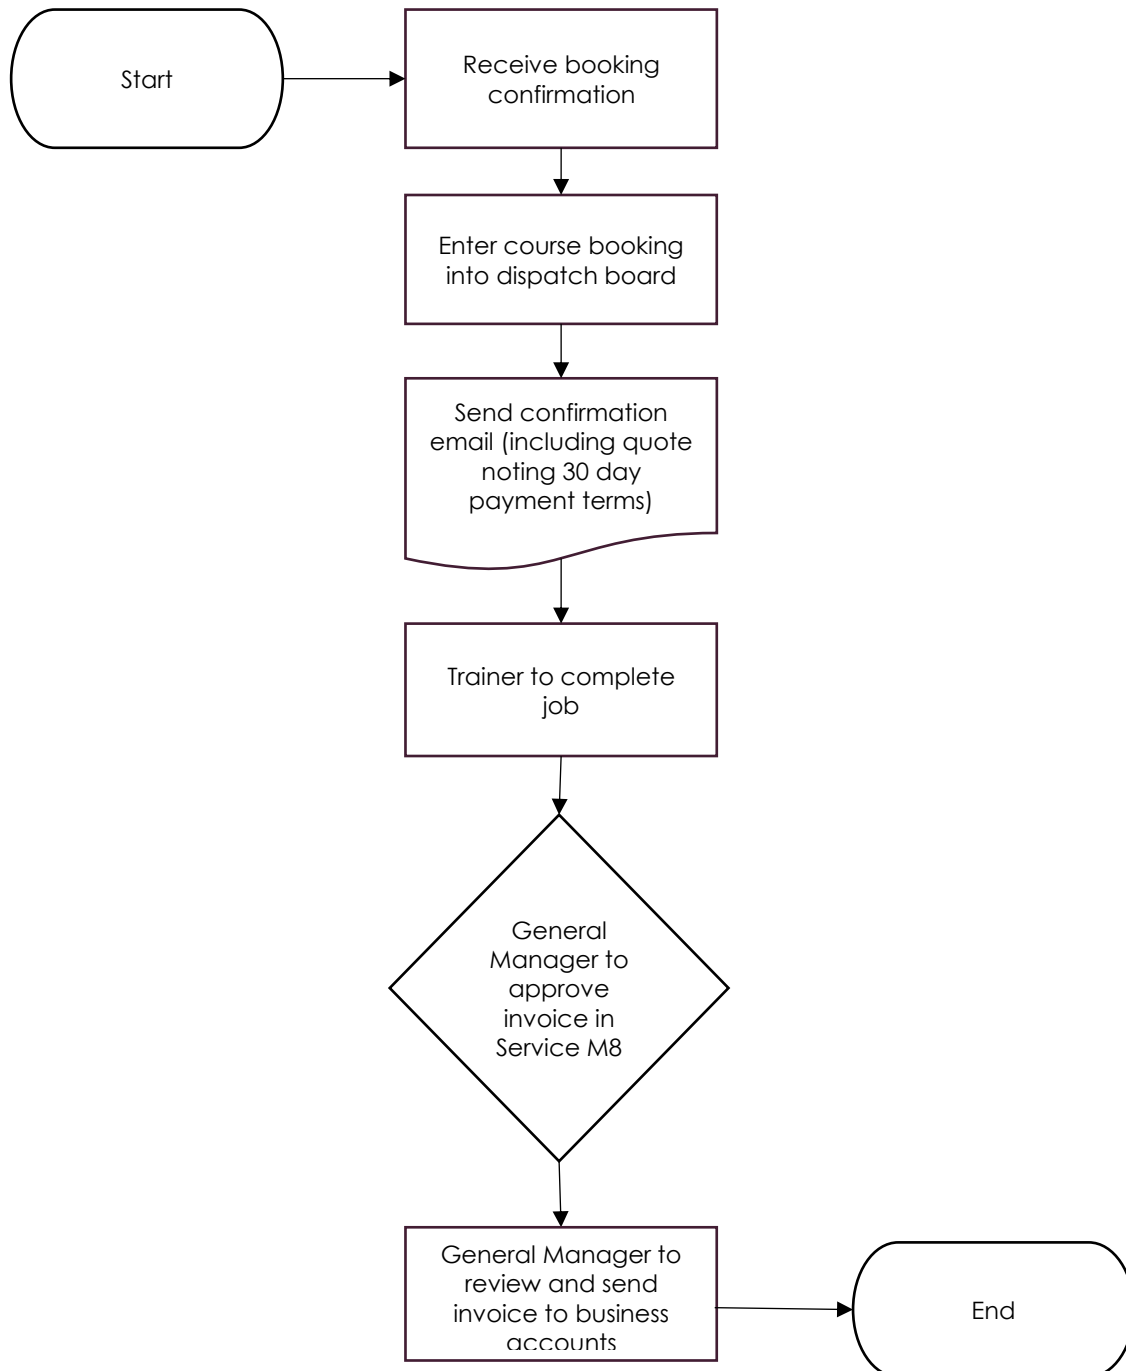 Start
Receive booking
confirmation
Enter course booking
into dispatch board
Send confirmation
email (including quote
noting 30 day
payment terms)
Trainer to complete
job
General
Manager to
approve
invoice in
Service M8
General Manager to
review and send
invoice to business
accounts
End